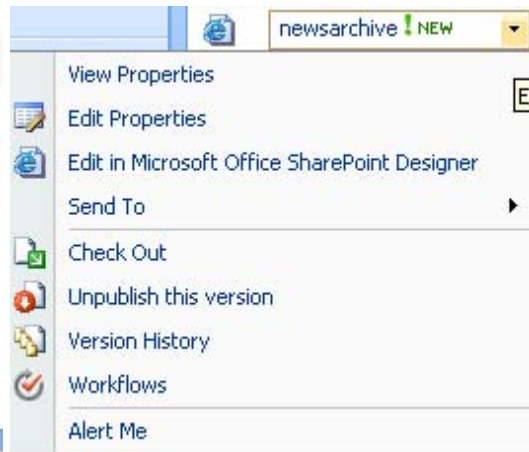 newsarchive ! NEW
View Properties
E
Edit Properties
Edit in Microsoft Office SharePoint Designer
Send To
Check Out
Unpublish this version
Version History
Workflows
Alert Me